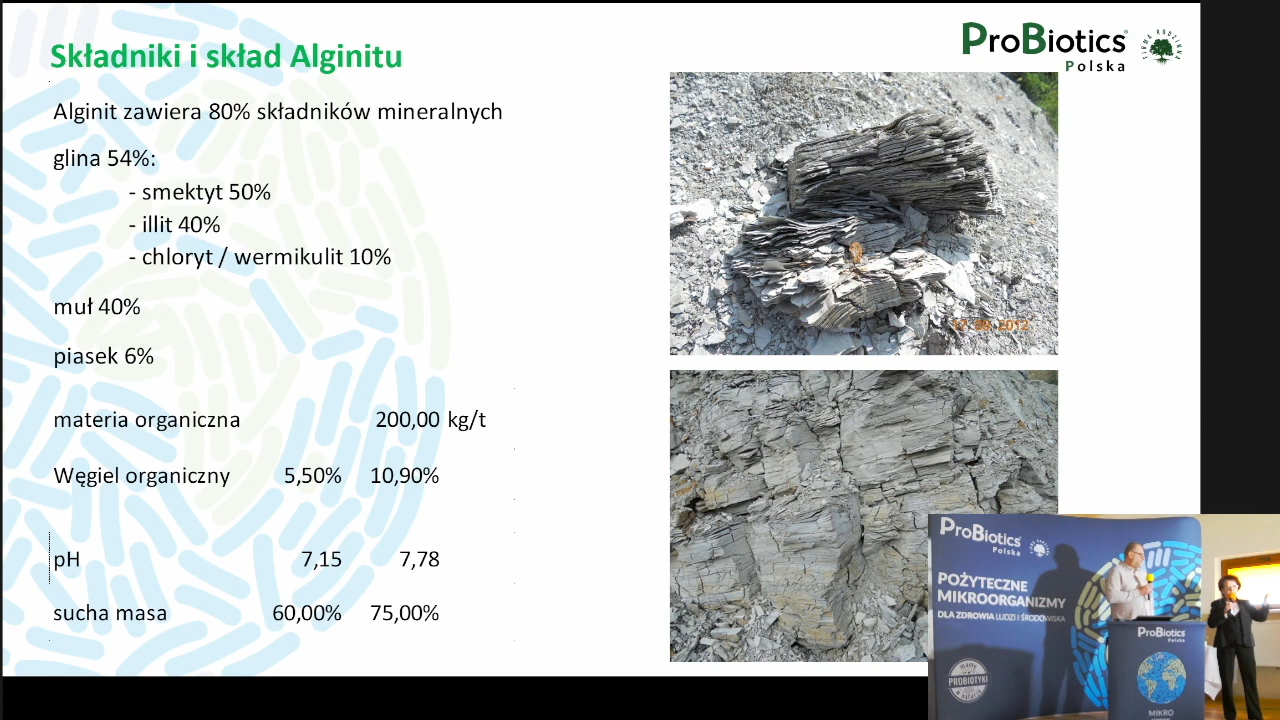 Składniki i skład Alginitu
ProBiotics
Polska
Alginit zawiera 80% składników mineralnych
glina 54%:
- smektyt 50%
- illit 40%
- chloryt / wermikulit 10%
muł 40%
piasek 6%
materia organiczna 200,00 kg/t
Węgiel organiczny 5,50% 10,90%
pH 7,15 7,78
sucha masa 60,00% 75,00%
ProBiotics
Polska
POŻYTECZNE
MIKROORGANIZMY
DLA ZDROWIA LUDZI I ŚRODOWISKA
PROBIOTYKI
ProBiotics
Polska
MIKRO